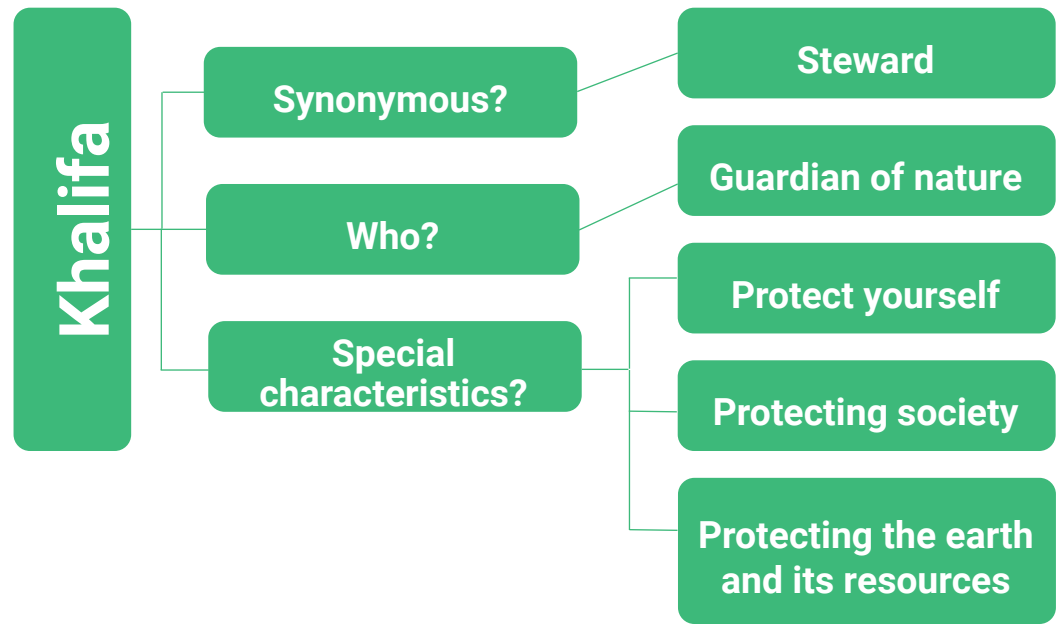 Khalifa
Synonymous?
Steward
Who?
Guardian of nature
Special
characteristics?
Protect yourself
Protecting society
Protecting the earth
and its resources